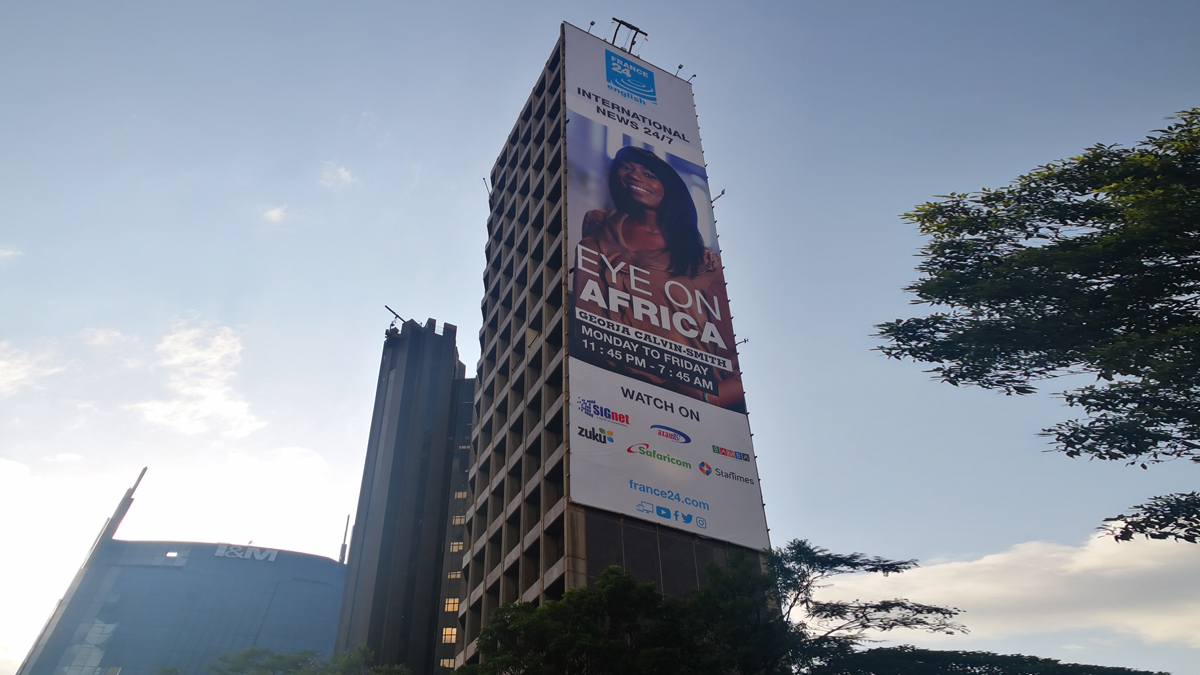 FRANCE
24
english
INTERNATIONAL
NEWS 24/7
EYE ON
AFRICA
GEORJA CALVIN-SMITH
MONDAY TO FRIDAY
11 : 45 PM - 7 : 45 AM
WATCH ON
SIGnet
azam
zuku
SAMBA
Safaricom
StarTimes
france24.com
I&M